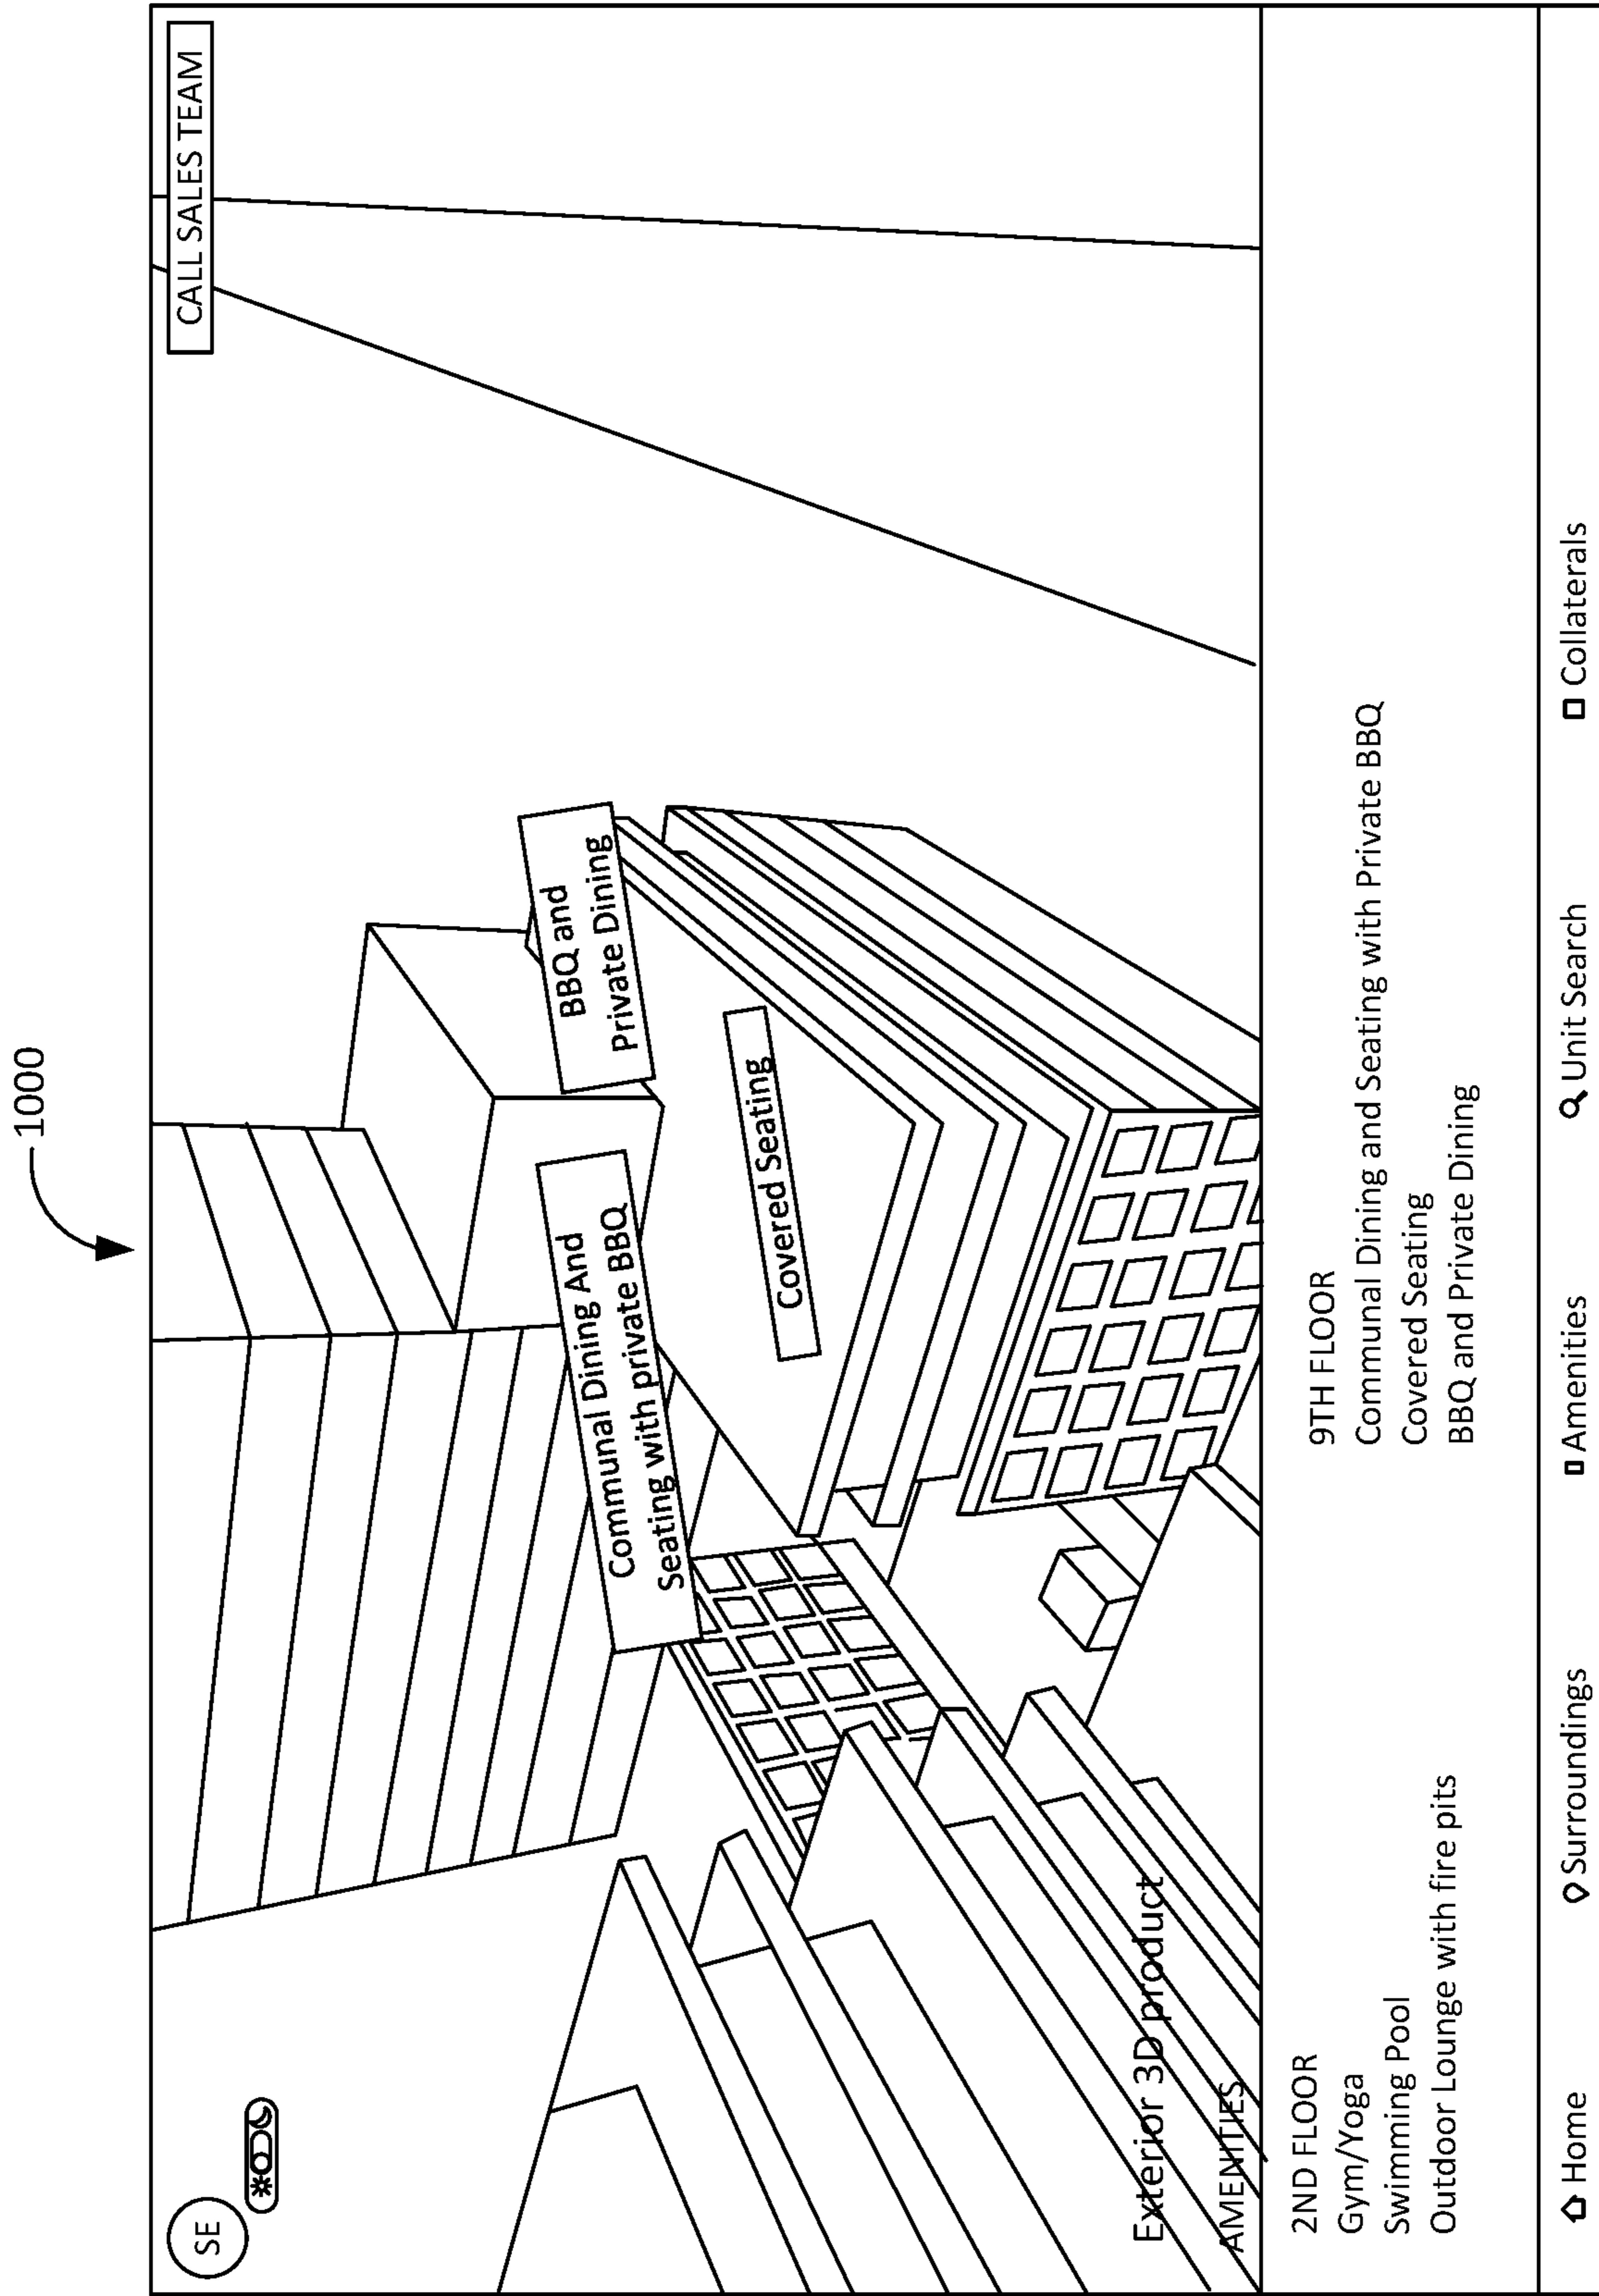 1000
SE
CALL SALES TEAM
Communal Dining And
Seating with private BBQ
BBQ and
Private Dining
Covered Seating
Exterior 3D product
AMENITIES
2ND FLOOR
Gym/Yoga
Swimming Pool
Outdoor Lounge with fire pits
9TH FLOOR
Communal Dining and Seating with Private BBQ
Covered Seating
BBQ and Private Dining
Home
Surroundings
Amenities
Unit Search
Collaterals